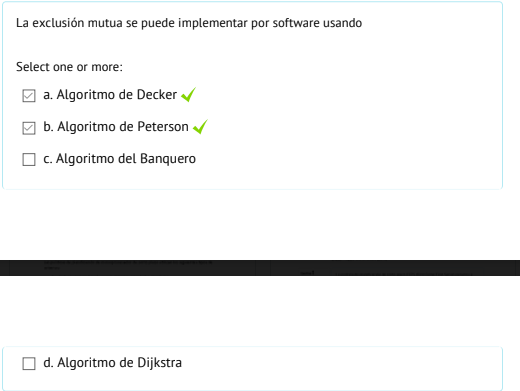 La exclusión mutua se puede implementar por software usando
Select one or more:
a. Algoritmo de Decker
b. Algoritmo de Peterson
c. Algoritmo del Banquero
d. Algoritmo de Dijkstra